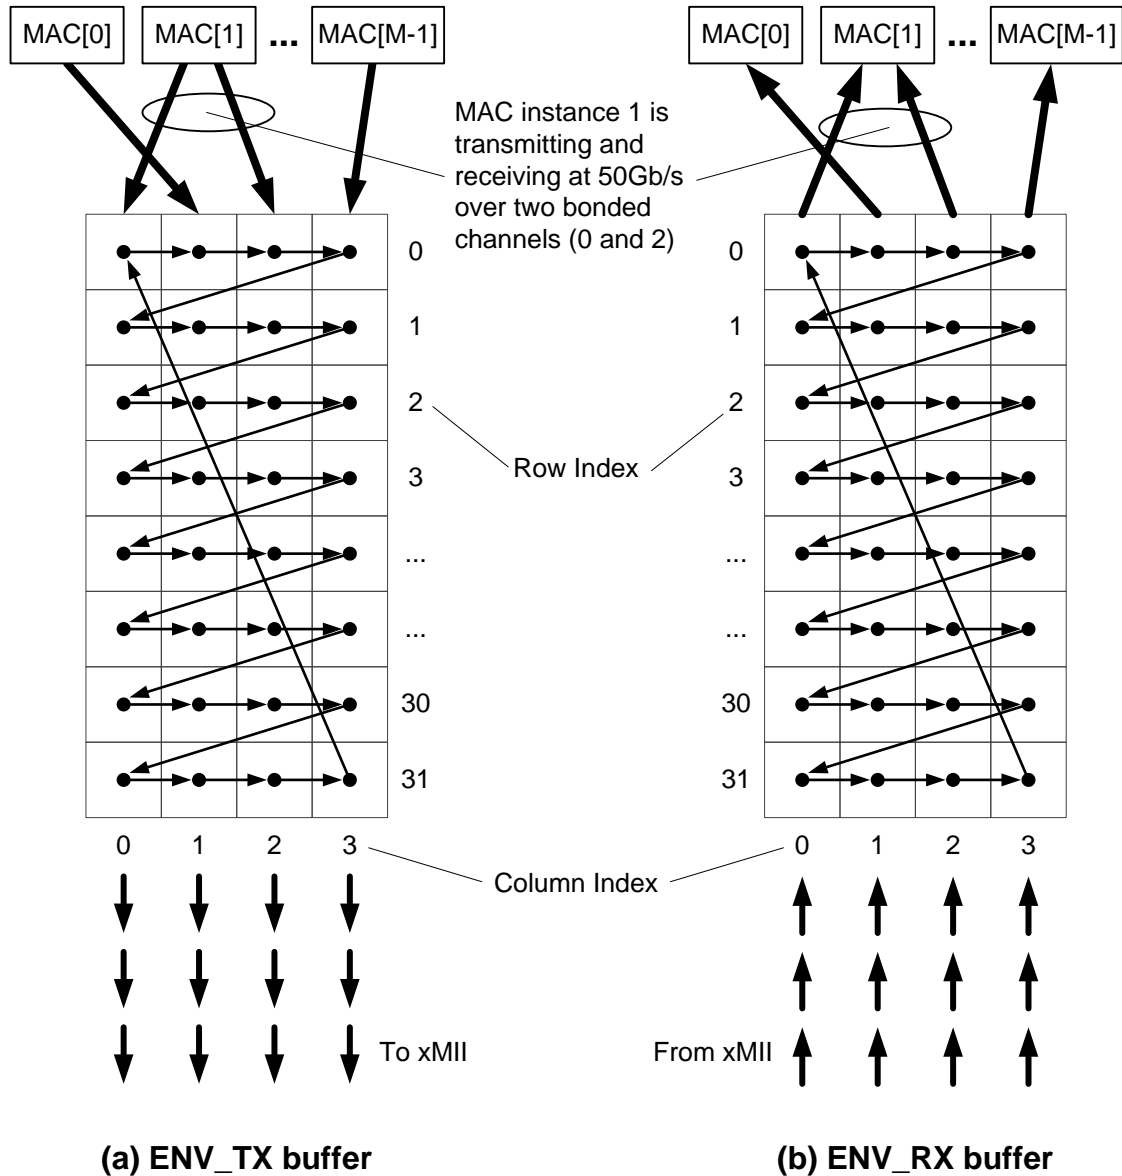 MAC[0] MAC[1] ... MAC[M-1] MAC[0] MAC[1] ... MAC[M-1]
MAC instance 1 is
transmitting and
receiving at 50Gb/s
over two bonded
channels (0 and 2)
0 0
1 1
2 2
Row Index
3 3
... ...
... ...
30 30
31 31
0 1 2 3 0 1 2 3
Column Index
To xMII From xMII
(a) ENV_TX buffer (b) ENV_RX buffer